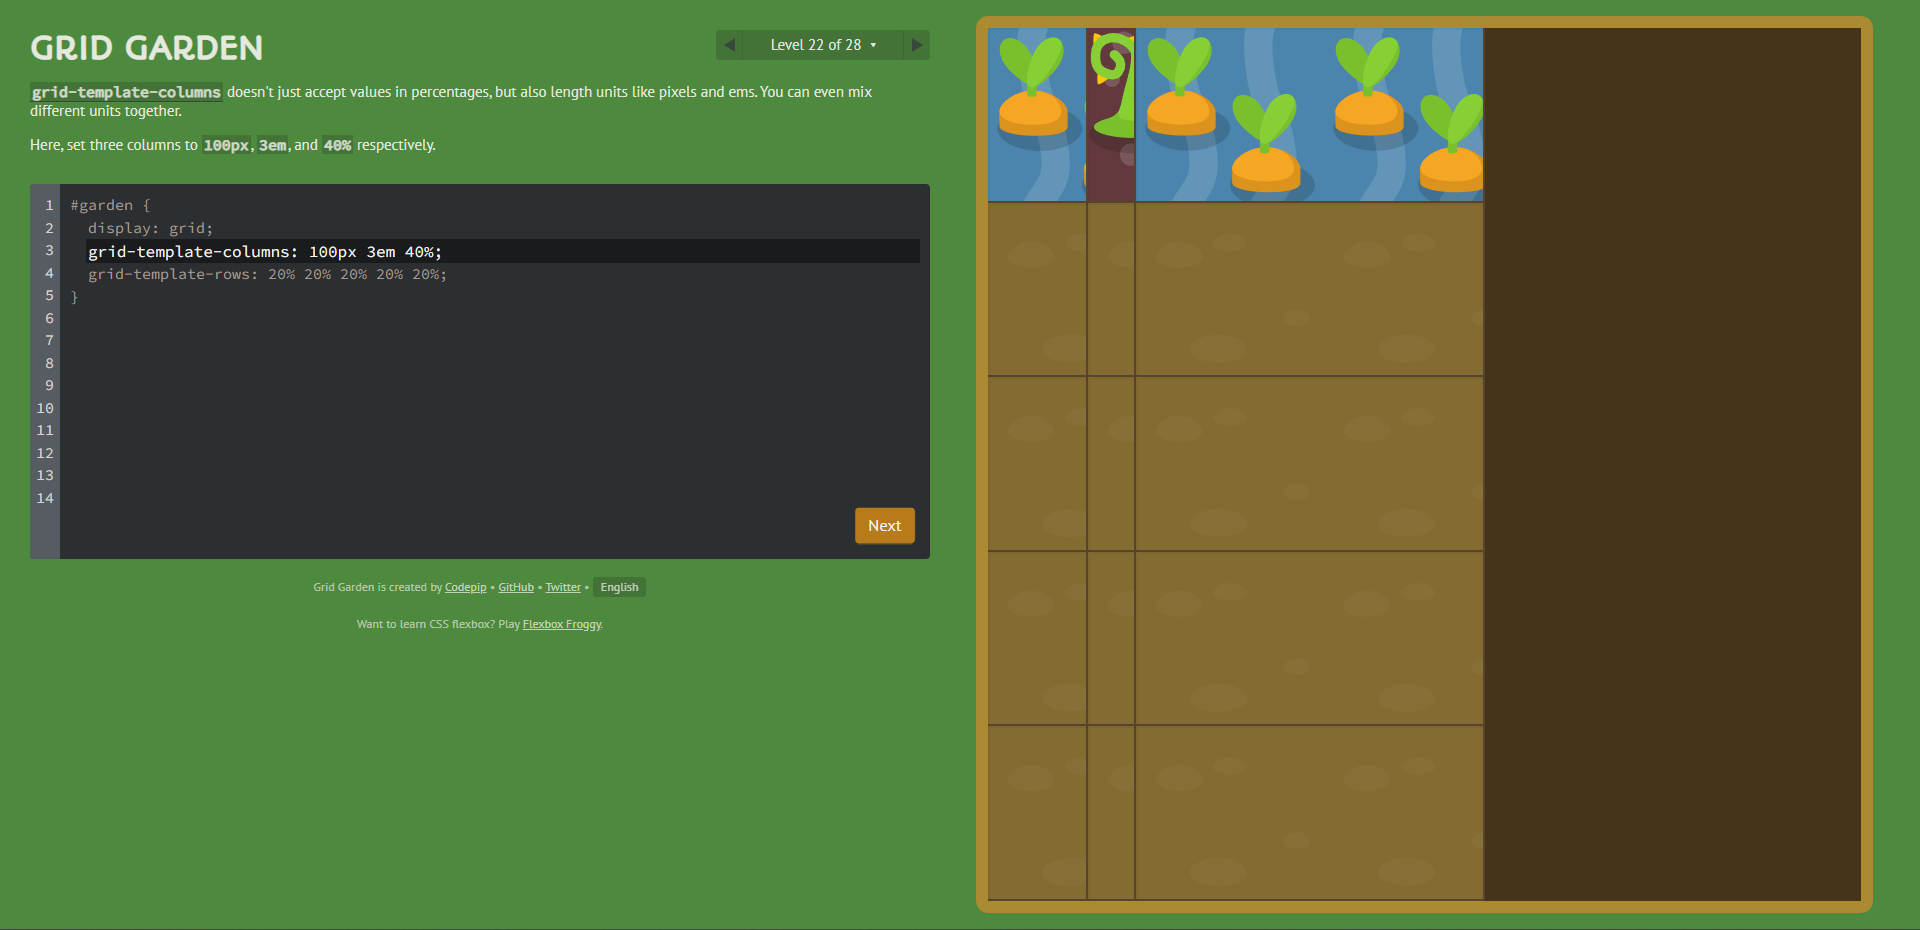 GRID GARDEN
◀ Level 22 of 28 ▾ ▶
grid-template-columns doesn't just accept values in percentages, but also length units like pixels and ems. You can even mix
different units together.
Here, set three columns to 100px, 3em, and 40% respectively.
1 #garden {
2 display: grid;
3 grid-template-columns: 100px 3em 40%;
4 grid-template-rows: 20% 20% 20% 20% 20%;
5 }
6
7
8
9
10
11
12
13
14
Next
Grid Garden is created by Codepip • GitHub • Twitter • English
Want to learn CSS flexbox? Play Flexbox Froggy.